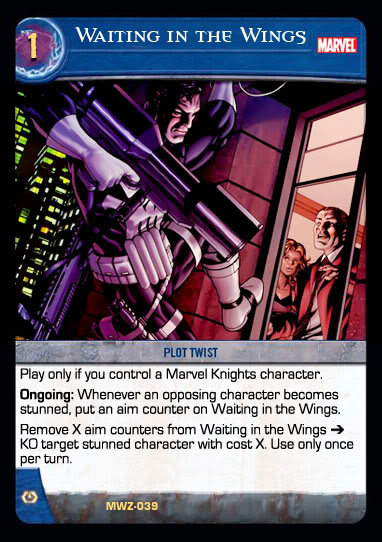 1
Waiting in the Wings
MARVEL
PLOT TWIST
Play only if you control a Marvel Knights character.
Ongoing: Whenever an opposing character becomes
stunned, put an aim counter on Waiting in the Wings.
Remove X aim counters from Waiting in the Wings ➔
KO target stunned character with cost X. Use only once
per turn.
MWZ-039